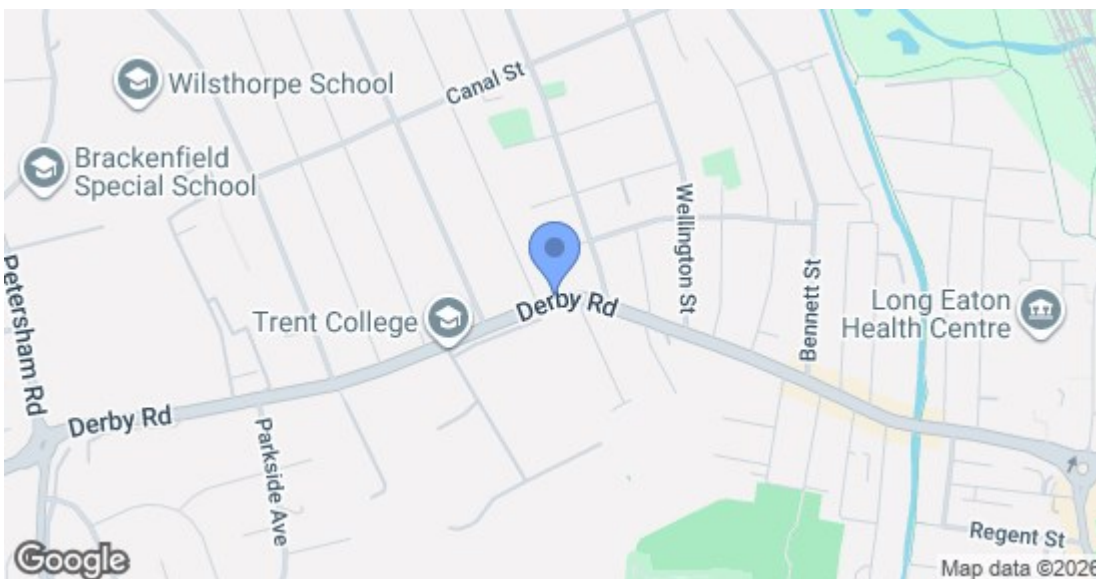 Wilsthorpe School
Canal St
Brackenfield
Special School
Wellington St
Petersham Rd
Trent College
Derby Rd
Bennett St
Long Eaton
Health Centre
Derby Rd
Parkside Ave
Regent St
Google
Map data ©2026